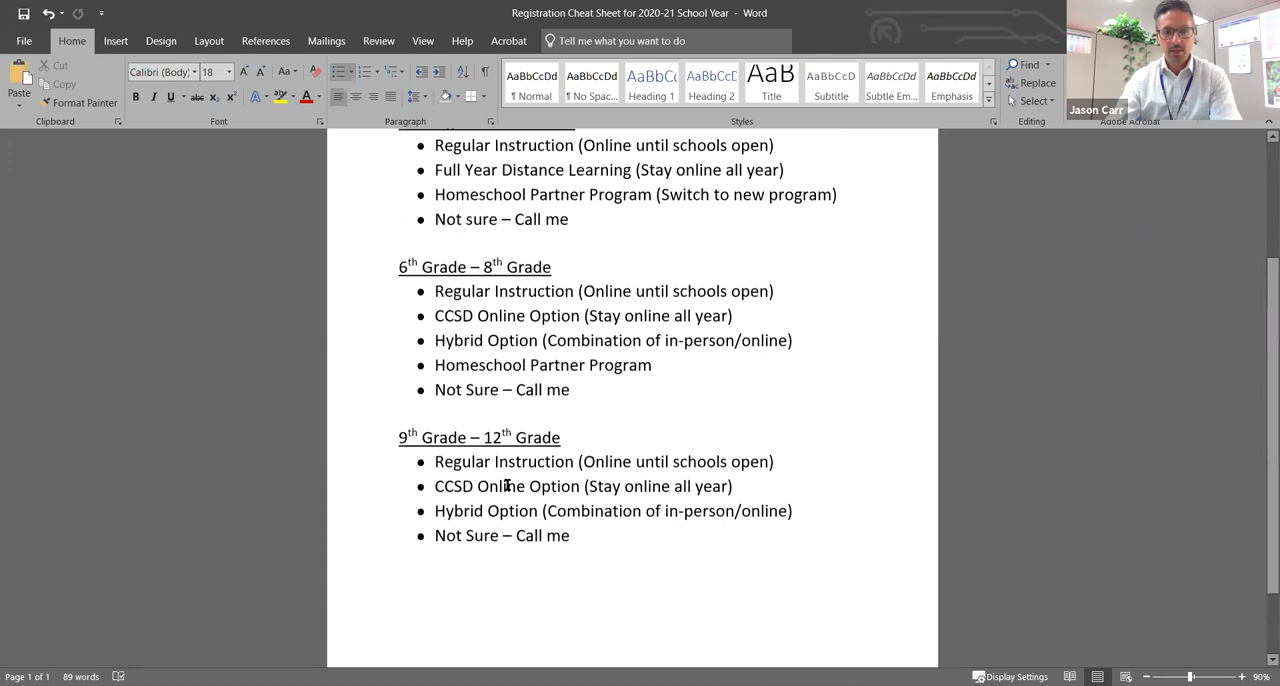 Registration Cheat Sheet for 2020-21 School Year - Word
File Home Insert Design Layout References Mailings Review View Help Acrobat Tell me what you want to do
Paste
Cut
Copy
Format Painter
Calibri (Body) 18
AaBbCcDd
¶ Normal
AaBbCcDd
¶ No Spac...
AaBbCc
Heading 1
AaBbCcD
Heading 2
AaB
Title
AaBbCcD
Subtitle
AaBbCcDd
Subtle Em...
AaBbCcDd
Emphasis
Find
Replace
Select
Jason Carr
Clipboard Font Paragraph Styles Editing Adobe Acrobat
• Regular Instruction (Online until schools open)
• Full Year Distance Learning (Stay online all year)
• Homeschool Partner Program (Switch to new program)
• Not sure – Call me
6th Grade – 8th Grade
• Regular Instruction (Online until schools open)
• CCSD Online Option (Stay online all year)
• Hybrid Option (Combination of in-person/online)
• Homeschool Partner Program
• Not Sure – Call me
9th Grade – 12th Grade
• Regular Instruction (Online until schools open)
• CCSD Online Option (Stay online all year)
• Hybrid Option (Combination of in-person/online)
• Not Sure – Call me
Page 1 of 1 89 words Display Settings 90%